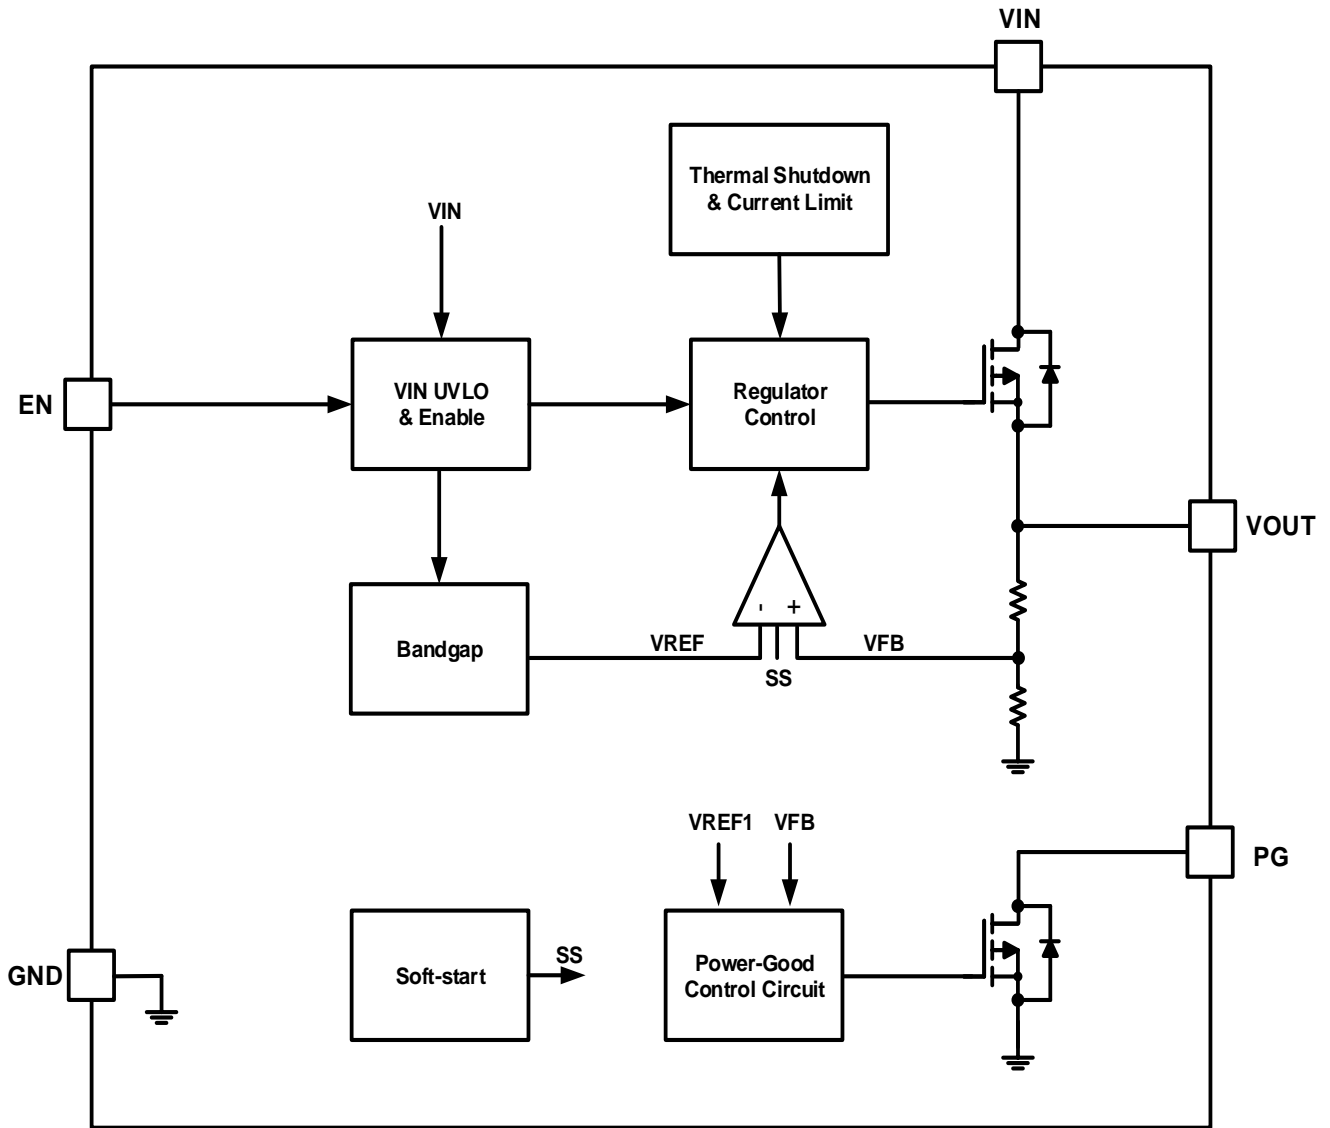 VIN
Thermal Shutdown
& Current Limit
VIN
EN
VIN UVLO
& Enable
Regulator
Control
VOUT
- +
Bandgap
VREF
VFB
SS
VREF1
VFB
PG
GND
Soft-start
SS
Power-Good
Control Circuit